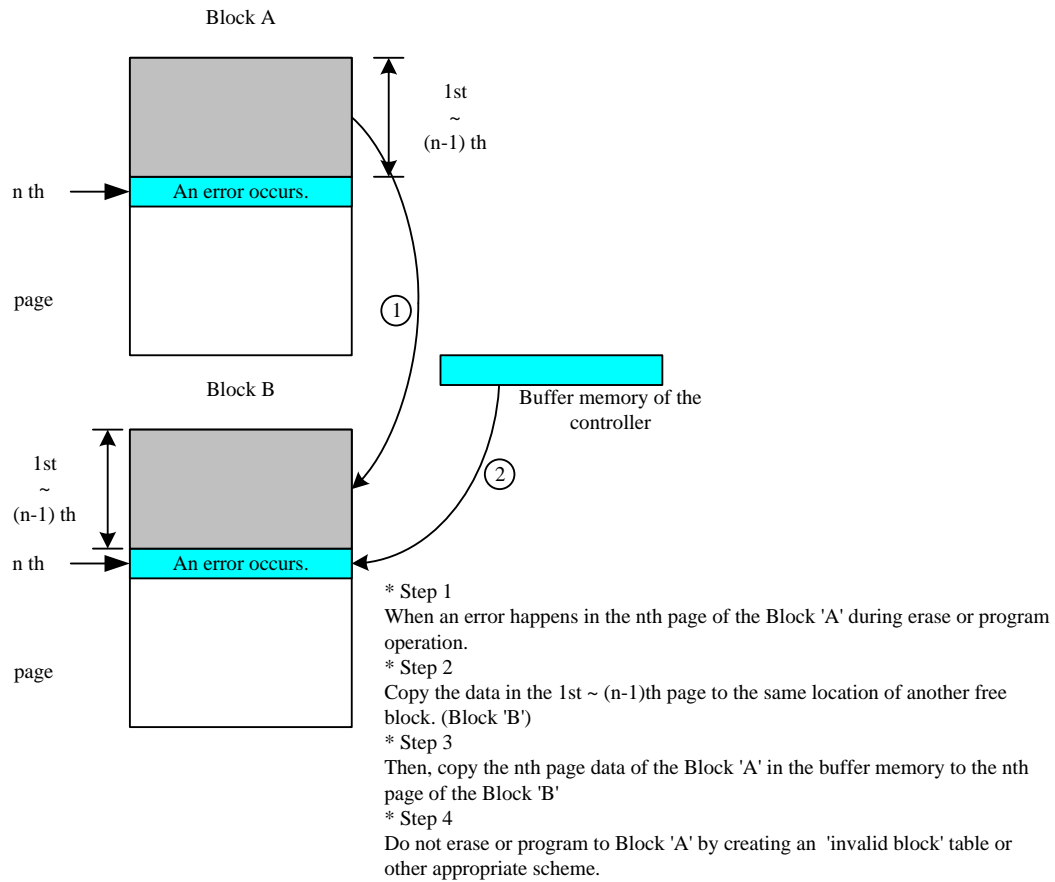 Block A
1st
~
(n-1) th
n th
An error occurs.
page
1
Buffer memory of the
controller
Block B
1st
~
(n-1) th
2
n th
An error occurs.
page
* Step 1
When an error happens in the nth page of the Block 'A' during erase or program
operation.
* Step 2
Copy the data in the 1st ~ (n-1)th page to the same location of another free
block. (Block 'B')
* Step 3
Then, copy the nth page data of the Block 'A' in the buffer memory to the nth
page of the Block 'B'
* Step 4
Do not erase or program to Block 'A' by creating an 'invalid block' table or
other appropriate scheme.